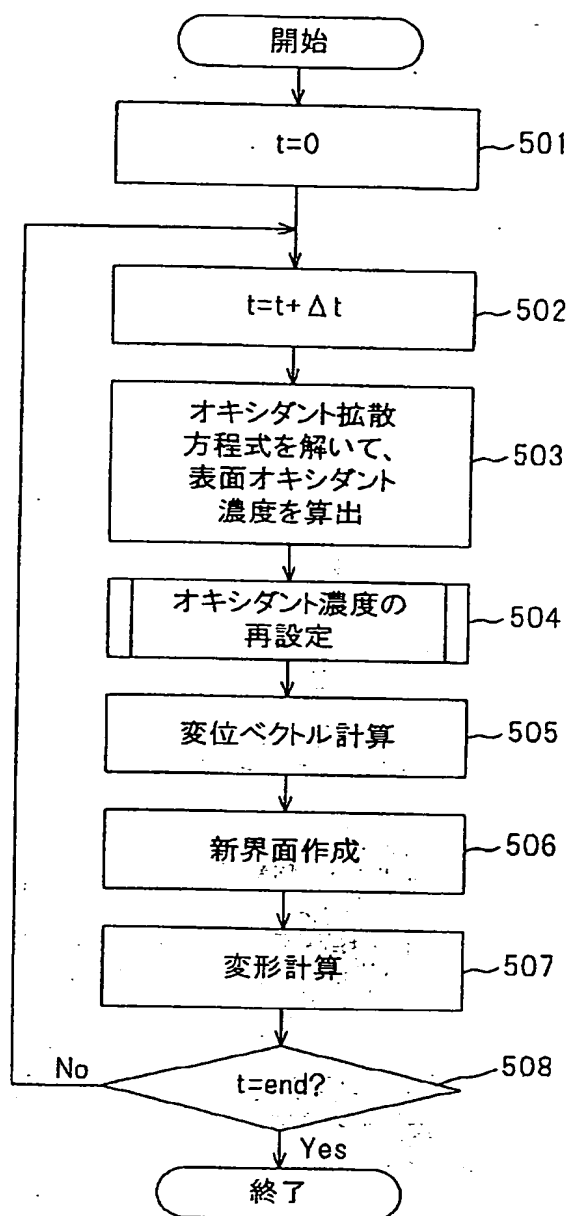 開始
t=0
501
t=t+Δt
502
オキシダント拡散
方程式を解いて、
表面オキシダント
濃度を算出
503
オキシダント濃度の
再設定
504
変位ベクトル計算
505
新界面作成
506
変形計算
507
t=end?
508
No
Yes
終了